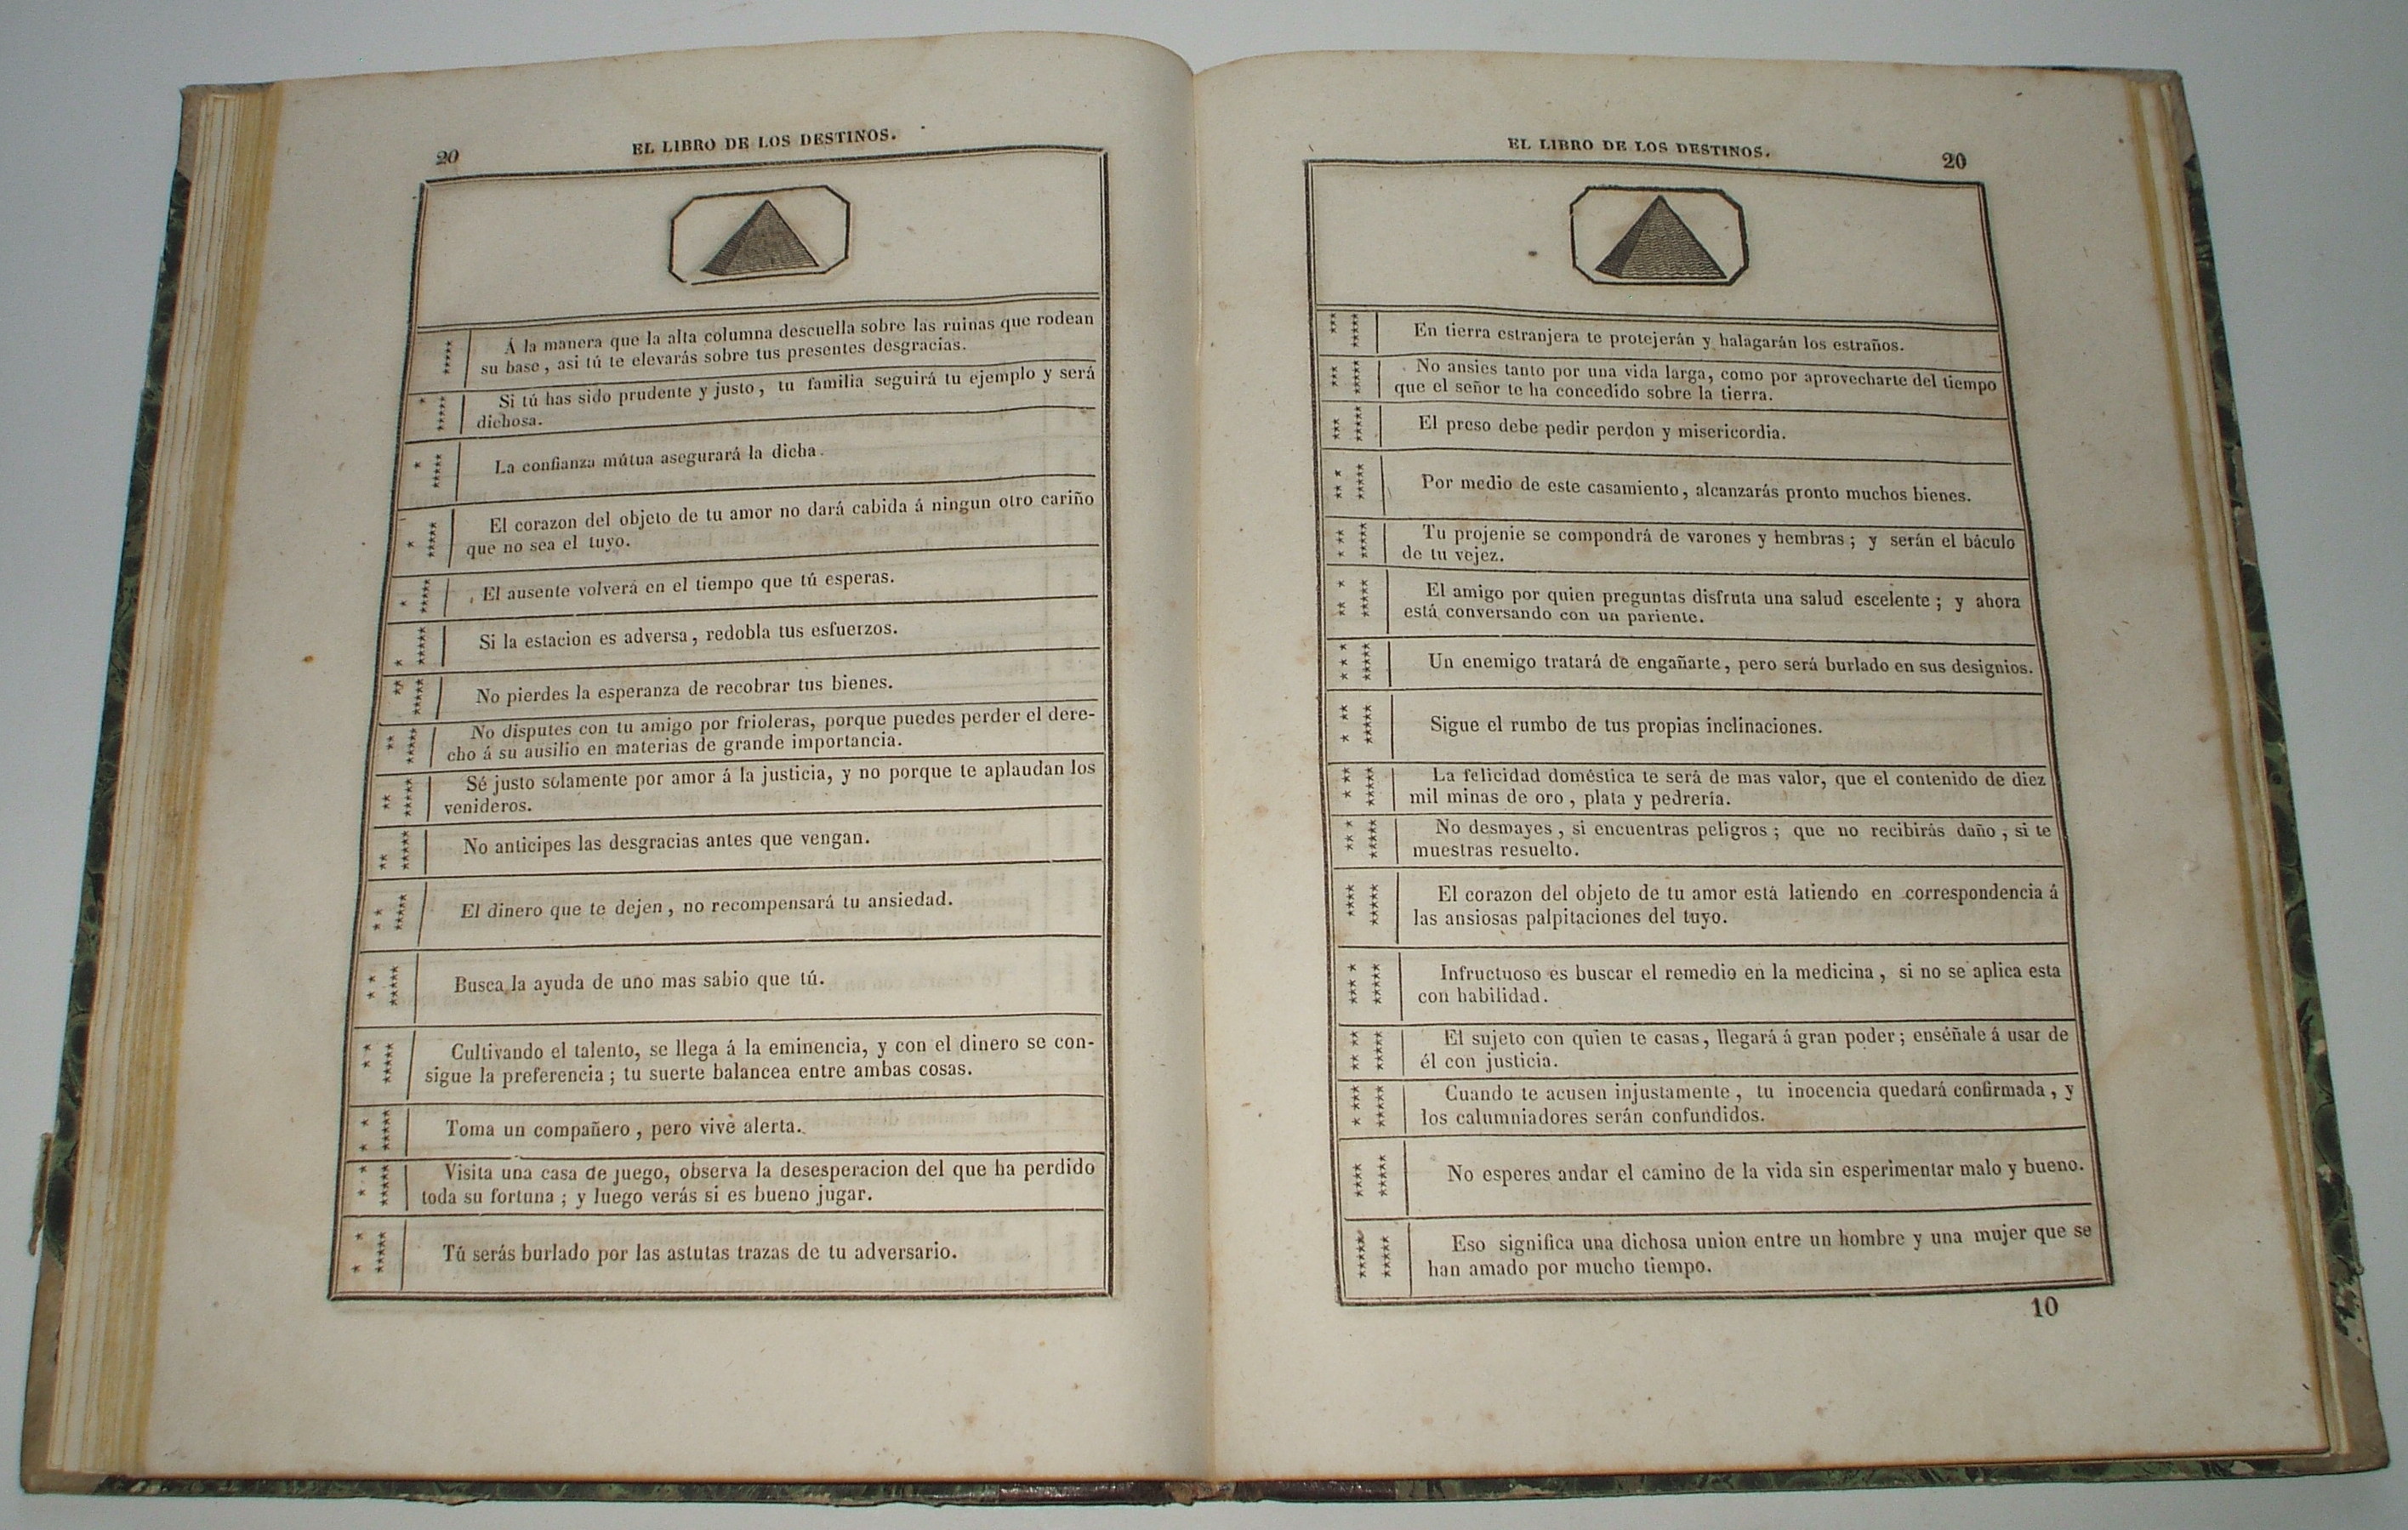 20
EL LIBRO DE LOS DESTINOS.
Á la manera que la alta columna descuella sobre las ruinas que rodean
su base, asi tú te elevarás sobre tus presentes desgracias.
Si tú has sido prudente y justo, tu familia seguirá tu ejemplo y será
dichosa.
La confianza mútua asegurará la dicha.
El corazon del objeto de tu amor no dará cabida á ningun otro cariño
que no sea el tuyo.
El ausente volverá en el tiempo que tú esperas.
Si la estacion es adversa, redobla tus esfuerzos.
No pierdes la esperanza de recobrar tus bienes.
No disputes con tu amigo por frioleras, porque puedes perder el dere-
cho á su ausilio en materias de grande importancia.
Sé justo solamente por amor á la justicia, y no porque te aplaudan los
venideros.
No anticipes las desgracias antes que vengan.
El dinero que te dejen, no recompensará tu ansiedad.
Busca la ayuda de uno mas sabio que tú.
Cultivando el talento, se llega á la eminencia, y con el dinero se con-
sigue la preferencia; tu suerte balancea entre ambas cosas.
Toma un compañero, pero vive alerta.
Visita una casa de juego, observa la desesperacion del que ha perdido
toda su fortuna; y luego verás si es bueno jugar.
Tú serás burlado por las astutas trazas de tu adversario.
EL LIBRO DE LOS DESTINOS.
20
En tierra estranjera te protejerán y halagarán los estraños.
No ansies tanto por una vida larga, como por aprovecharte del tiempo
que el señor te ha concedido sobre la tierra.
El preso debe pedir perdon y misericordia.
Por medio de este casamiento, alcanzarás pronto muchos bienes.
Tu projenie se compondrá de varones y hembras; y serán el báculo
de tu vejez.
El amigo por quien preguntas disfruta una salud escelente; y ahora
está conversando con un pariente.
Un enemigo tratará de engañarte, pero será burlado en sus designios.
Sigue el rumbo de tus propias inclinaciones.
La felicidad doméstica te será de mas valor, que el contenido de diez
mil minas de oro, plata y pedrería.
No desmayes, si encuentras peligros; que no recibirás daño, si te
muestras resuelto.
El corazon del objeto de tu amor está latiendo en correspondencia á
las ansiosas palpitaciones del tuyo.
Infructuoso es buscar el remedio en la medicina, si no se aplica esta
con habilidad.
El sujeto con quien te casas, llegará á gran poder; enséñale á usar de
él con justicia.
Cuando te acusen injustamente, tu inocencia quedará confirmada, y
los calumniadores serán confundidos.
No esperes andar el camino de la vida sin esperimentar malo y bueno.
Eso significa una dichosa union entre un hombre y una mujer que se
han amado por mucho tiempo.
10